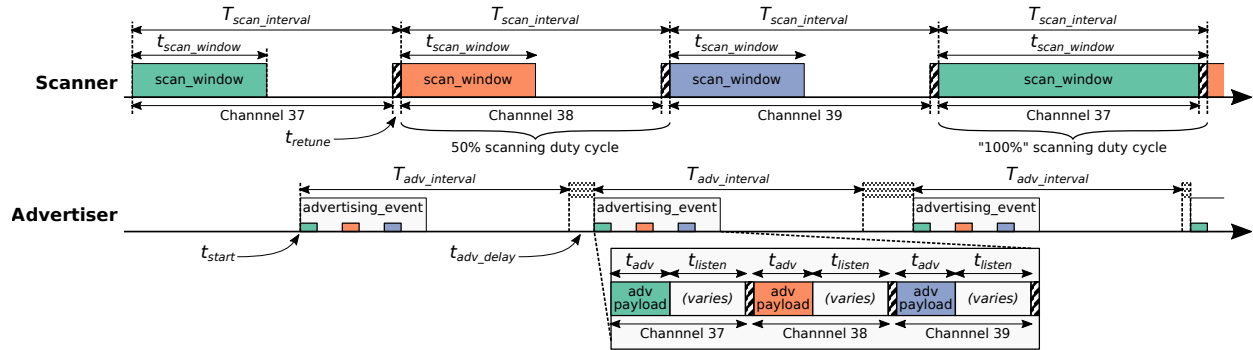 T_scan_interval T_scan_interval T_scan_interval T_scan_interval
t_scan_window t_scan_window t_scan_window t_scan_window
Scanner scan_window scan_window scan_window scan_window
Channnel 37 Channnel 38 Channnel 39 Channnel 37
t_retune
50% scanning duty cycle "100%" scanning duty cycle
T_adv_interval T_adv_interval T_adv_interval
Advertiser advertising_event advertising_event advertising_event
t_start t_adv_delay
t_adv t_listen t_adv t_listen t_adv t_listen
adv payload (varies) adv payload (varies) adv payload (varies)
Channnel 37 Channnel 38 Channnel 39